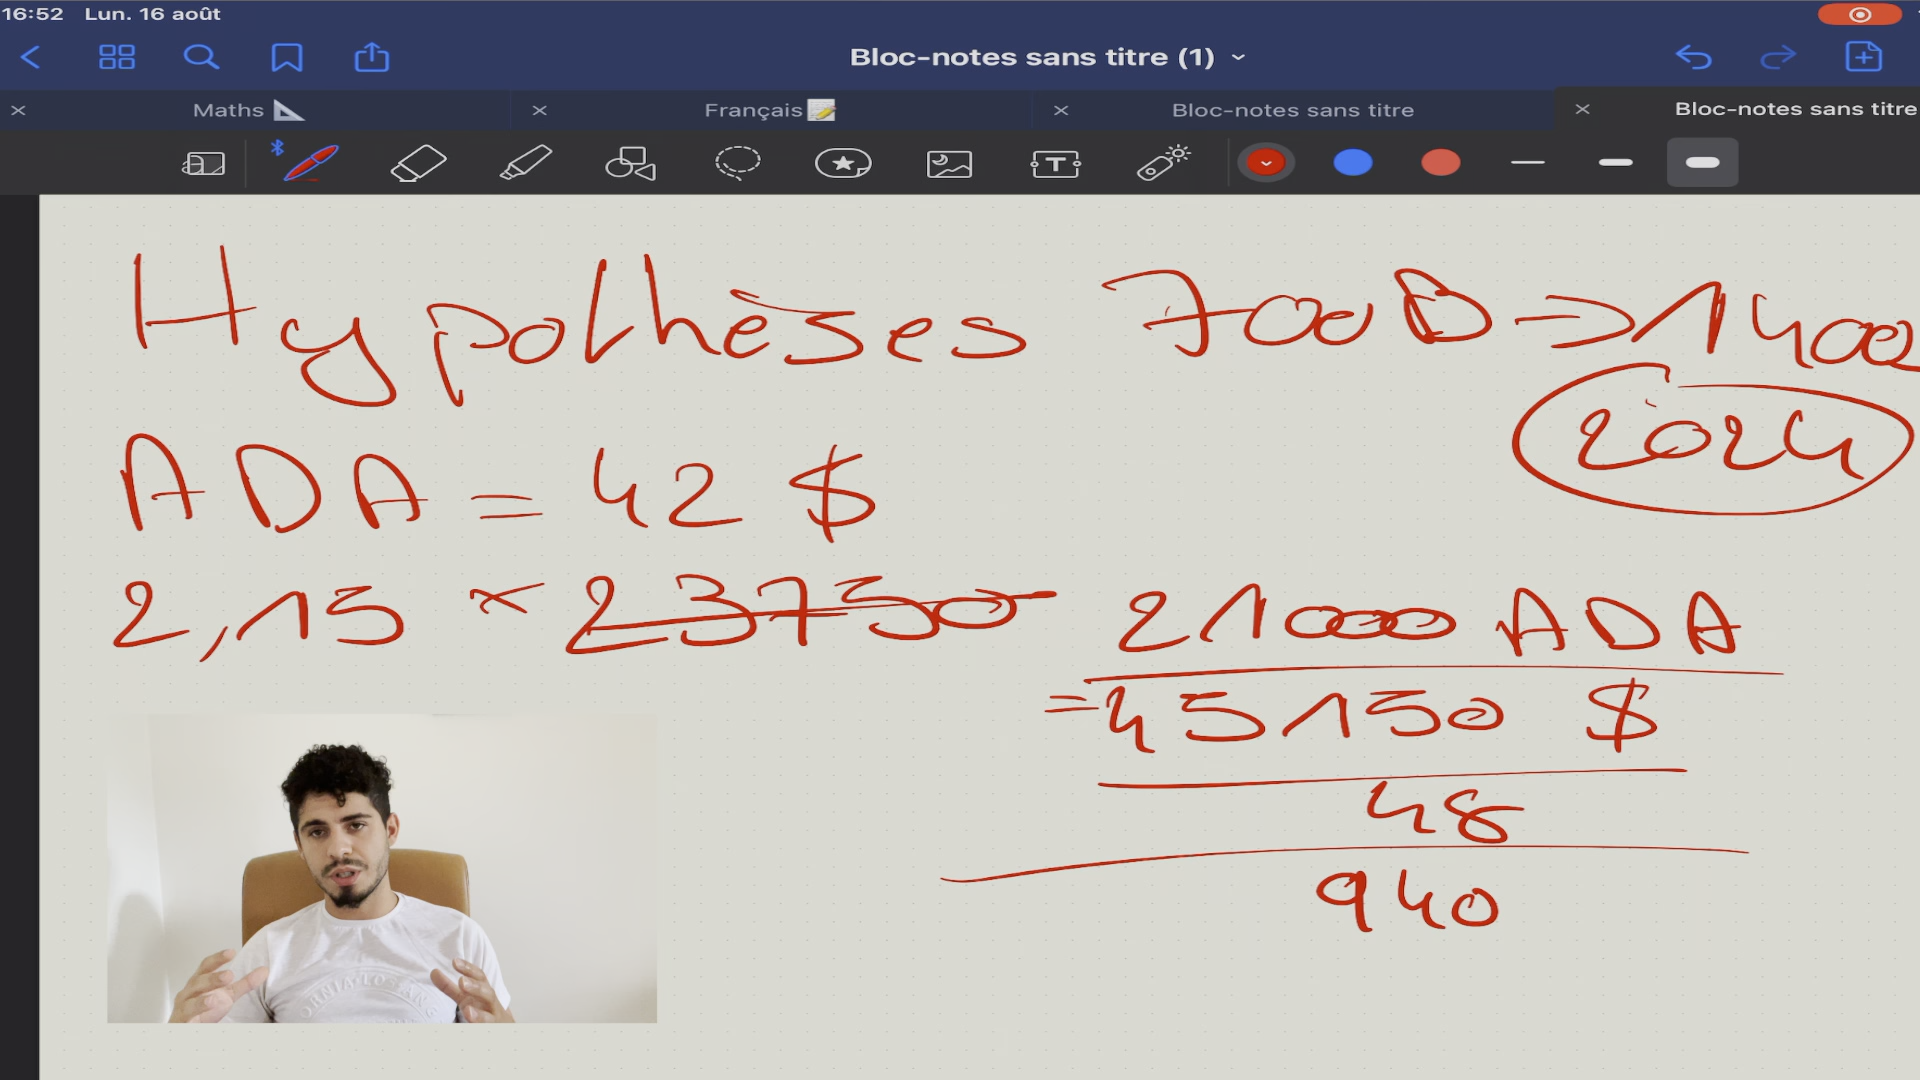 16:52 Lun. 16 août
Bloc-notes sans titre (1)
Maths
Français
Bloc-notes sans titre
Bloc-notes sans titre
T
Hypothèses 700 D => 1400
2024
ADA = 42 $
2,15 × 23750 21000 ADA
= 45150 $
48
940